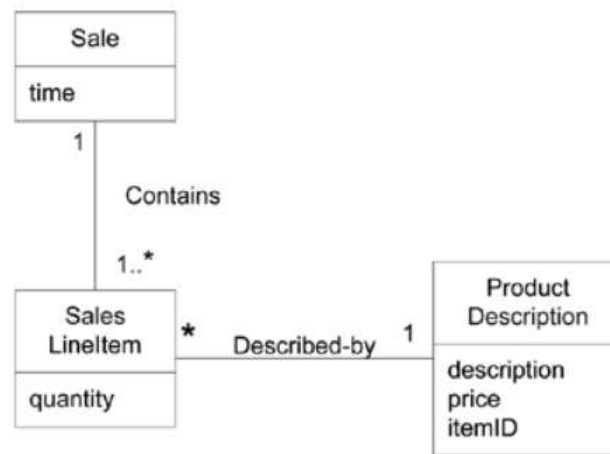 Sale
time
1
Contains
1..*
Sales
LineItem
quantity
*
Described-by
1
Product
Description
description
price
itemID